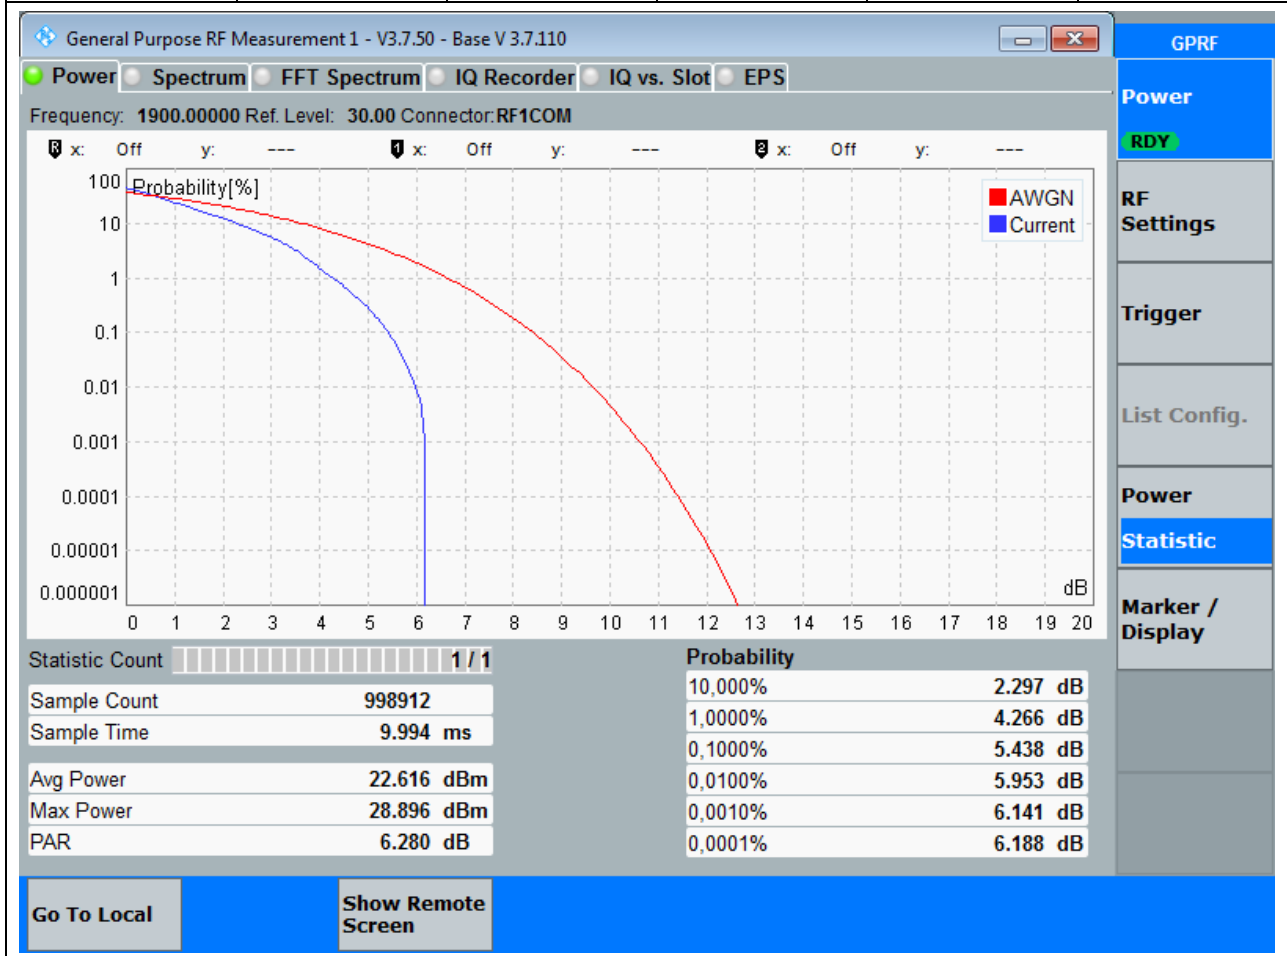 General Purpose RF Measurement 1 - V3.7.50 - Base V 3.7.110
GPRF
Power Spectrum FFT Spectrum IQ Recorder IQ vs. Slot EPS
Frequency: 1900.00000 Ref. Level: 30.00 Connector: RF1COM
R x: Off y: --- 1 x: Off y: --- 2 x: Off y: ---
Probability[%]
AWGN
Current
100
10
1
0.1
0.01
0.001
0.0001
0.00001
0.000001
dB
0 1 2 3 4 5 6 7 8 9 10 11 12 13 14 15 16 17 18 19 20
Statistic Count 1 / 1
Sample Count 998912
Sample Time 9.994 ms
Avg Power 22.616 dBm
Max Power 28.896 dBm
PAR 6.280 dB
Probability
10,000% 2.297 dB
1,0000% 4.266 dB
0,1000% 5.438 dB
0,0100% 5.953 dB
0,0010% 6.141 dB
0,0001% 6.188 dB
Power
RDY
RF
Settings
Trigger
List Config.
Power
Statistic
Marker /
Display
Go To Local
Show Remote
Screen